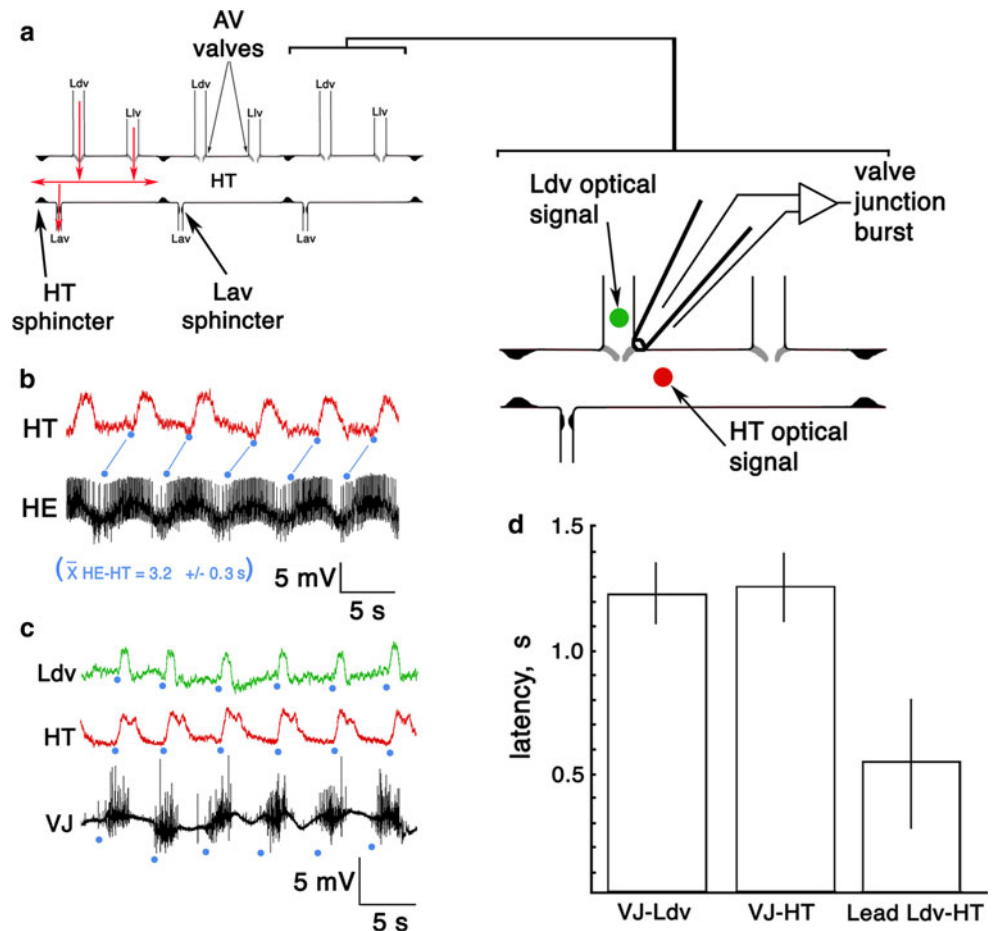 a
AV
valves
Ldv
Llv
Ldv
Llv
Ldv
Llv
HT
Lav
Lav
Lav
HT
sphincter
Lav
sphincter
Ldv optical
signal
valve
junction
burst
HT optical
signal
b
HT
HE
(x̄ HE-HT = 3.2 +/- 0.3 s)
5 mV
5 s
c
Ldv
HT
VJ
5 mV
5 s
d
1.5
1.0
0.5
latency, s
VJ-Ldv
VJ-HT
Lead Ldv-HT